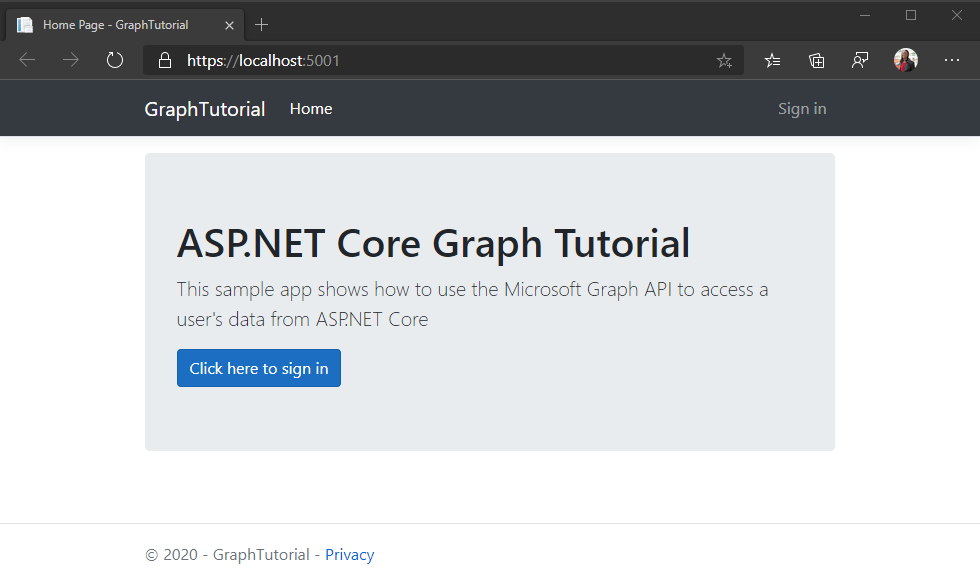 Home Page - GraphTutorial
https://localhost:5001
GraphTutorial Home Sign in
ASP.NET Core Graph Tutorial
This sample app shows how to use the Microsoft Graph API to access a
user's data from ASP.NET Core
Click here to sign in
© 2020 - GraphTutorial - Privacy